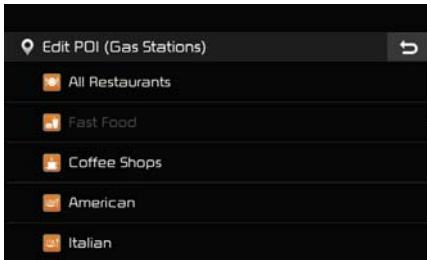 Edit POI (Gas Stations)
All Restaurants
Fast Food
Coffee Shops
American
Italian